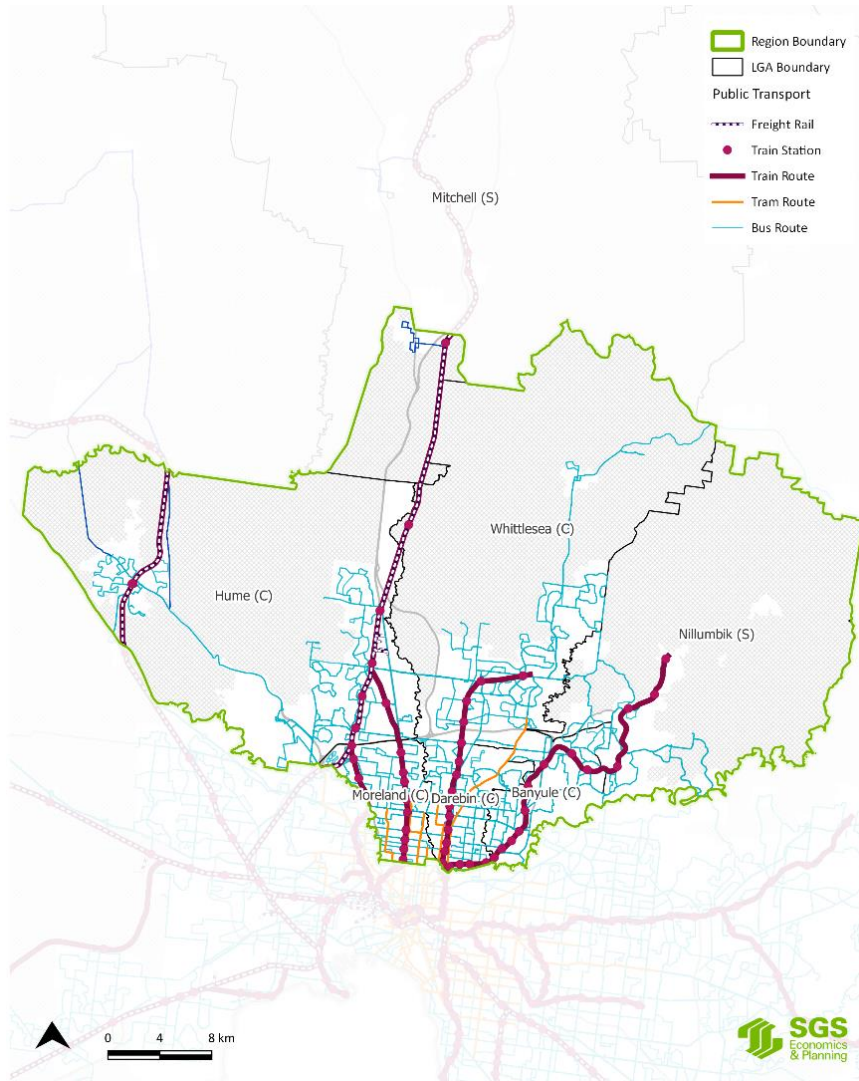 Region Boundary
LGA Boundary
Public Transport
Freight Rail
Train Station
Train Route
Tram Route
Bus Route
Mitchell (S)
Whittlesea (C)
Hume (C)
Nillumbik (S)
Moreland (C)
Darebin (C)
Banyule (C)
0 4 8 km
SGS
Economics
& Planning